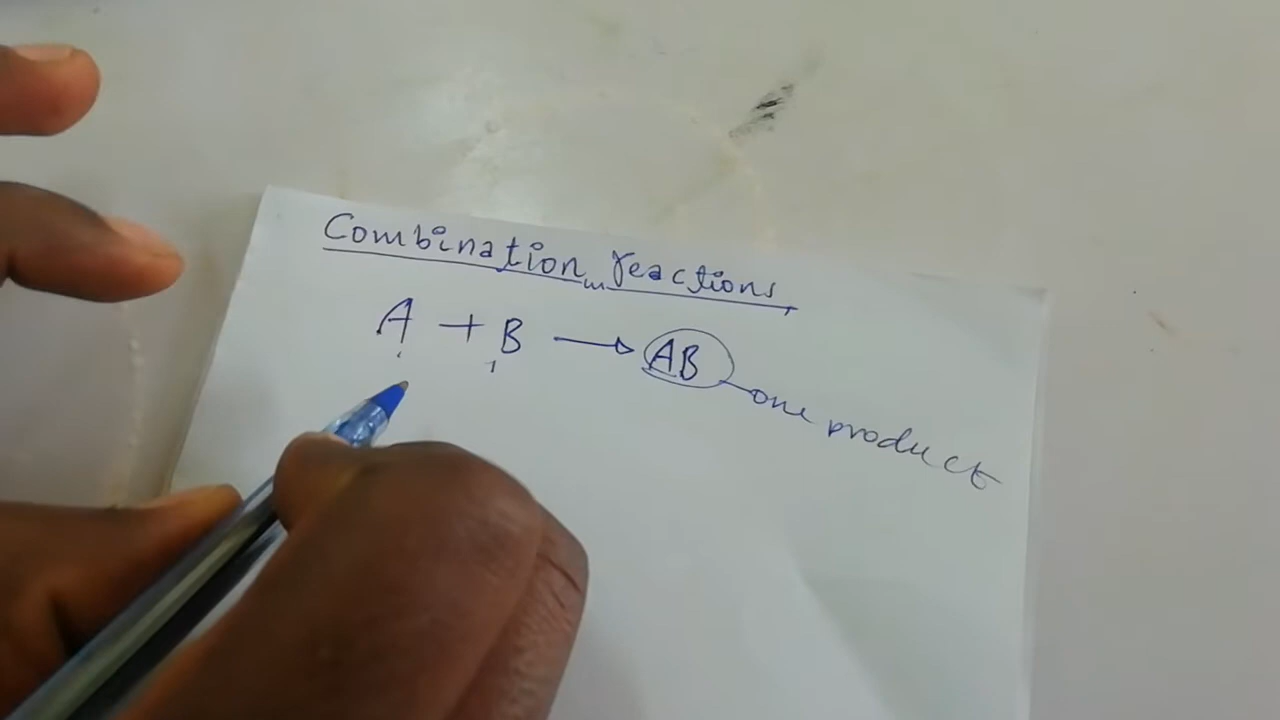 Combination reactions
A + B → AB
one product